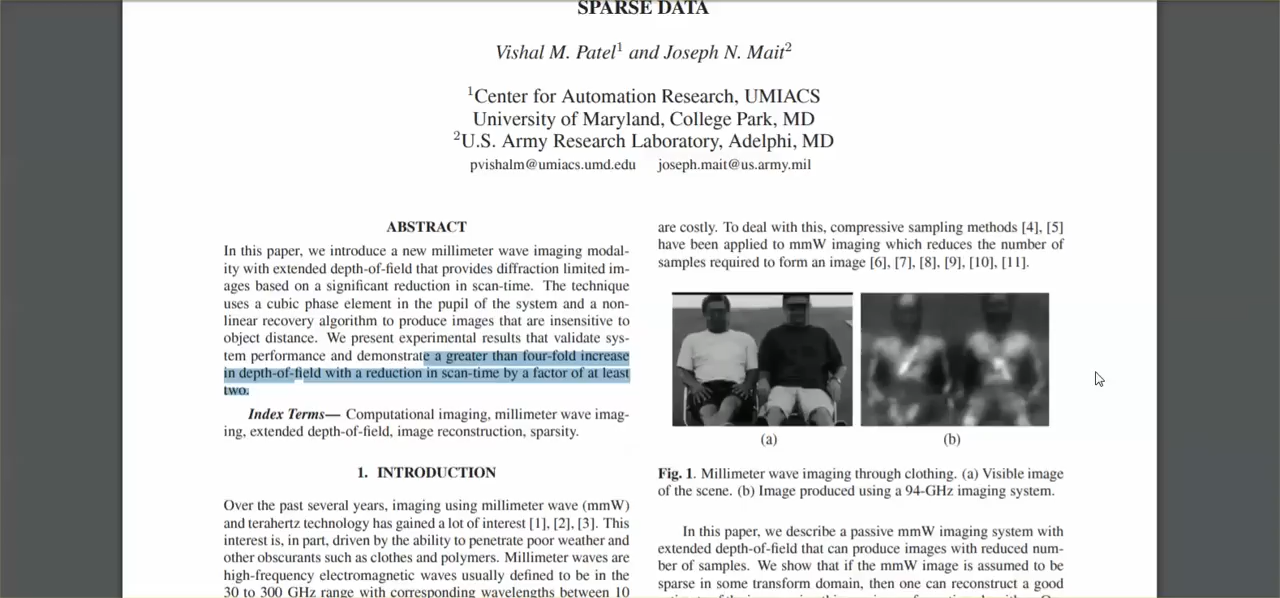 SPARSE DATA
Vishal M. Patel¹ and Joseph N. Mait²
¹Center for Automation Research, UMIACS
University of Maryland, College Park, MD
²U.S. Army Research Laboratory, Adelphi, MD
pvishalm@umiacs.umd.edu joseph.mait@us.army.mil
ABSTRACT
In this paper, we introduce a new millimeter wave imaging modal-
ity with extended depth-of-field that provides diffraction limited im-
ages based on a significant reduction in scan-time. The technique
uses a cubic phase element in the pupil of the system and a non-
linear recovery algorithm to produce images that are insensitive to
object distance. We present experimental results that validate sys-
tem performance and demonstrate a greater than four-fold increase
in depth-of-field with a reduction in scan-time by a factor of at least
two.
Index Terms— Computational imaging, millimeter wave imag-
ing, extended depth-of-field, image reconstruction, sparsity.
1. INTRODUCTION
Over the past several years, imaging using millimeter wave (mmW)
and terahertz technology has gained a lot of interest [1], [2], [3]. This
interest is, in part, driven by the ability to penetrate poor weather and
other obscurants such as clothes and polymers. Millimeter waves are
high-frequency electromagnetic waves usually defined to be in the
30 to 300 GHz range with corresponding wavelengths between 10
are costly. To deal with this, compressive sampling methods [4], [5]
have been applied to mmW imaging which reduces the number of
samples required to form an image [6], [7], [8], [9], [10], [11].
(a) (b)
Fig. 1. Millimeter wave imaging through clothing. (a) Visible image
of the scene. (b) Image produced using a 94-GHz imaging system.
In this paper, we describe a passive mmW imaging system with
extended depth-of-field that can produce images with reduced num-
ber of samples. We show that if the mmW image is assumed to be
sparse in some transform domain, then one can reconstruct a good